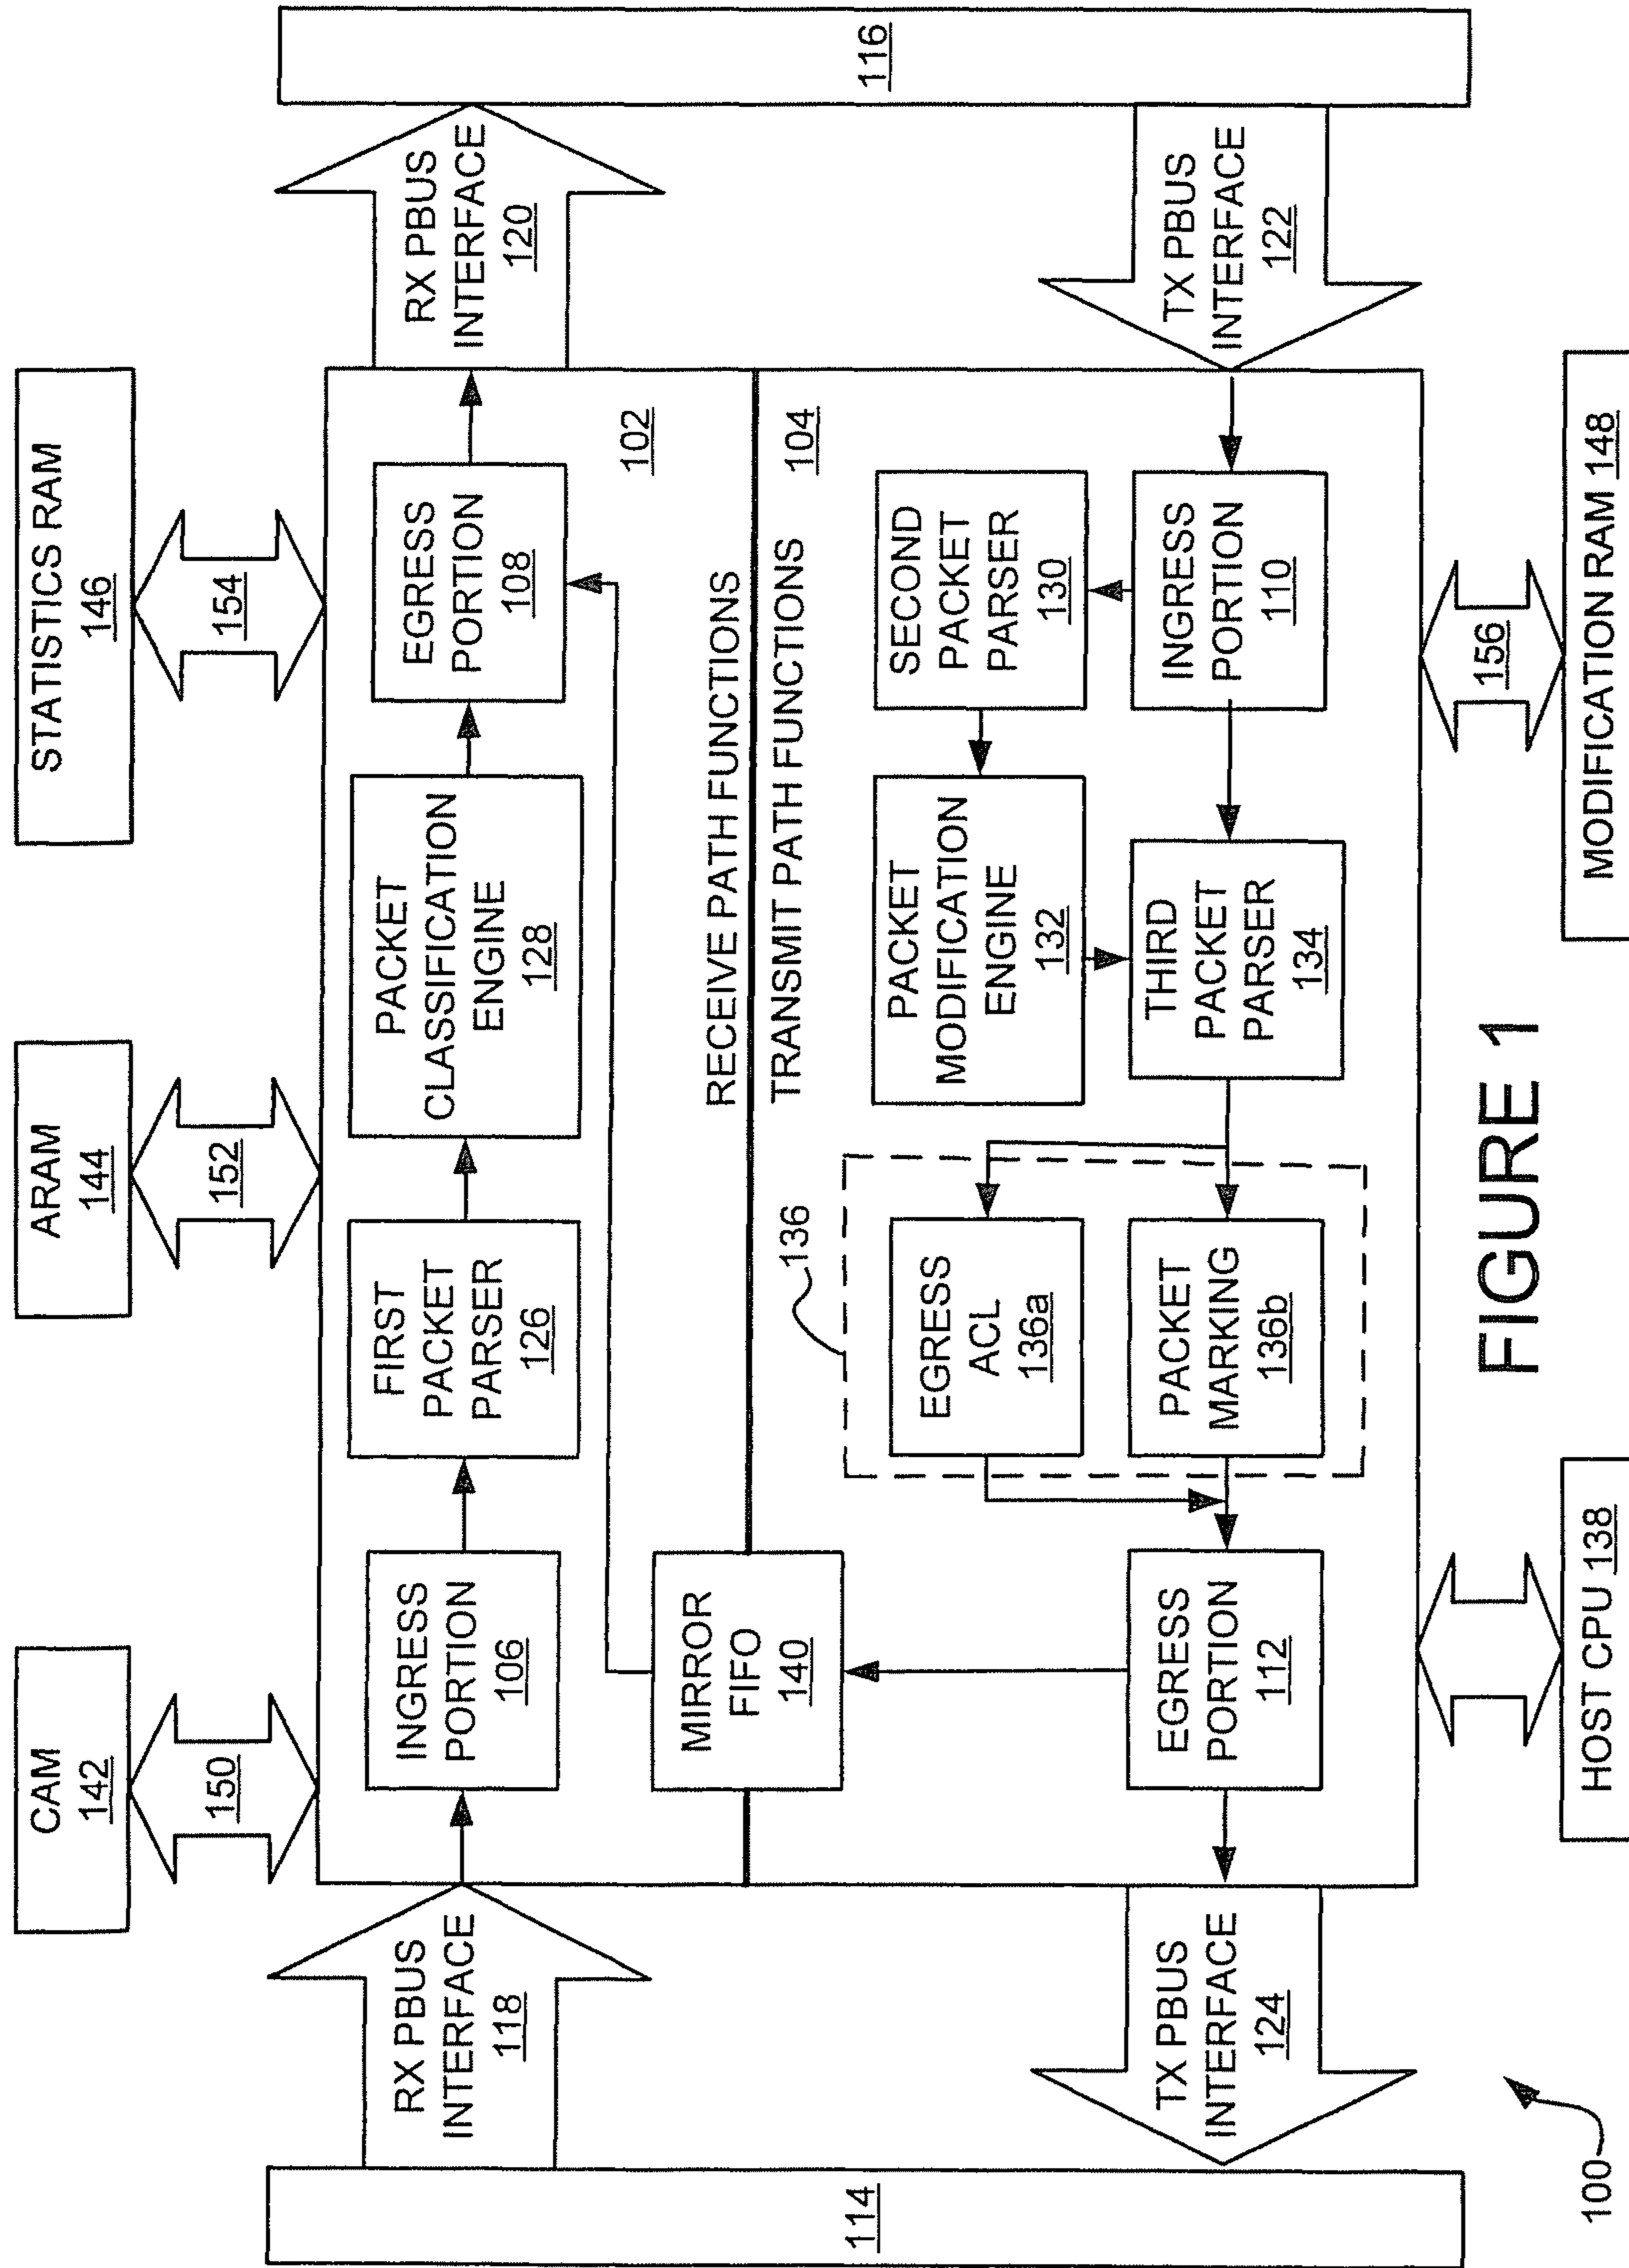 CAM
142
ARAM
144
STATISTICS RAM
146
150
152
154
114
RX PBUS
INTERFACE
118
INGRESS
PORTION
106
FIRST
PACKET
PARSER
126
PACKET
CLASSIFICATION
ENGINE
128
EGRESS
PORTION
108
RX PBUS
INTERFACE
120
116
102
RECEIVE PATH FUNCTIONS
TRANSMIT PATH FUNCTIONS
104
MIRROR
FIFO
140
136
EGRESS
ACL
136a
PACKET
MODIFICATION
ENGINE
132
SECOND
PACKET
PARSER
130
TX PBUS
INTERFACE
124
EGRESS
PORTION
112
PACKET
MARKING
136b
THIRD
PACKET
PARSER
134
INGRESS
PORTION
110
TX PBUS
INTERFACE
122
156
HOST CPU 138
MODIFICATION RAM 148
100
FIGURE 1